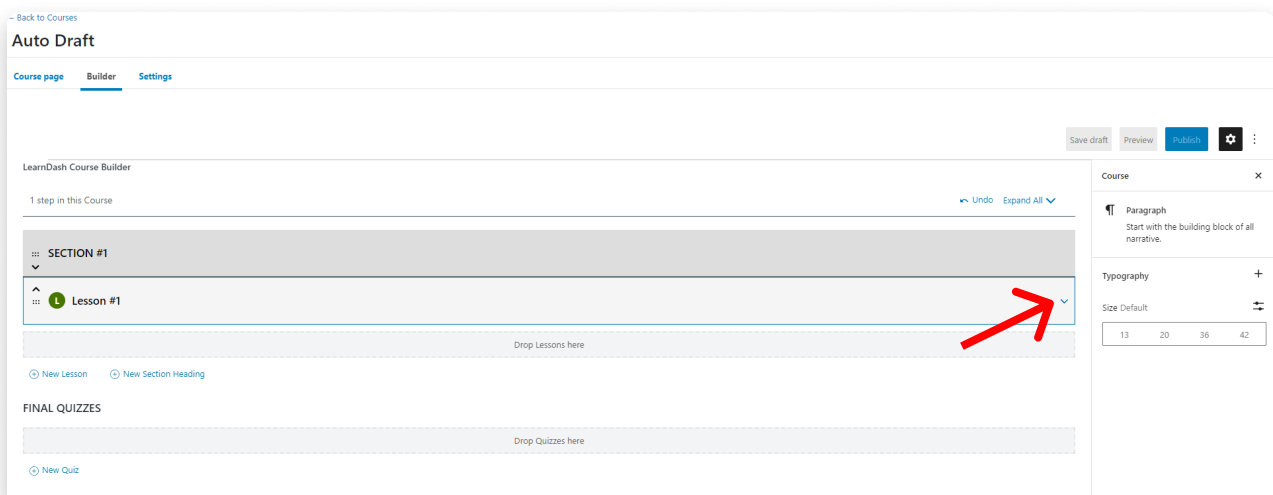 – Back to Courses
Auto Draft
Course page Builder Settings
Save draft Preview Publish
LearnDash Course Builder
1 step in this Course
Undo Expand All
SECTION #1
L Lesson #1
Drop Lessons here
New Lesson New Section Heading
FINAL QUIZZES
Drop Quizzes here
New Quiz
Course
Paragraph
Start with the building block of all
narrative.
Typography
Size Default
13 20 36 42